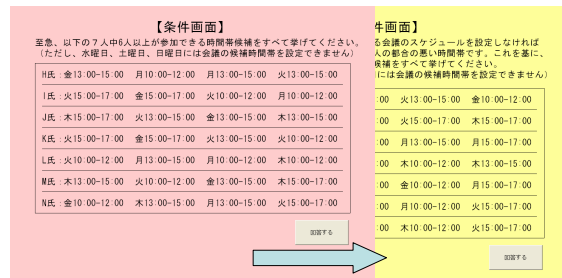 【条件画面】
至急、以下の7人中6人以上が参加できる時間帯候補をすべて挙げてください。
(ただし、水曜日、土曜日、日曜日には会議の候補時間帯を設定できません)
H氏:金13:00-15:00 月10:00-12:00 月13:00-15:00 火13:00-15:00
I氏:火15:00-17:00 金15:00-17:00 火10:00-12:00 月10:00-12:00
J氏:木15:00-17:00 火13:00-15:00 金13:00-15:00 木13:00-15:00
K氏:火15:00-17:00 金15:00-17:00 火13:00-15:00 火10:00-12:00
L氏:火10:00-12:00 月13:00-15:00 月10:00-12:00 木10:00-12:00
M氏:木13:00-15:00 火10:00-12:00 金13:00-15:00 木15:00-17:00
N氏:金10:00-12:00 木13:00-15:00 月13:00-15:00 火15:00-17:00
回答する
件画面】
る会議のスケジュールを設定しなければ
人の都合の悪い時間帯です。これを基に、
候補をすべて挙げてください。
には会議の候補時間帯を設定できません)
:00 火13:00-15:00 金10:00-12:00
:00 火15:00-17:00 木15:00-17:00
:00 月13:00-15:00 月15:00-17:00
:00 木10:00-12:00 木13:00-15:00
:00 金10:00-12:00 月15:00-17:00
:00 月10:00-12:00 火15:00-17:00
:00 木10:00-12:00 木15:00-17:00
回答する